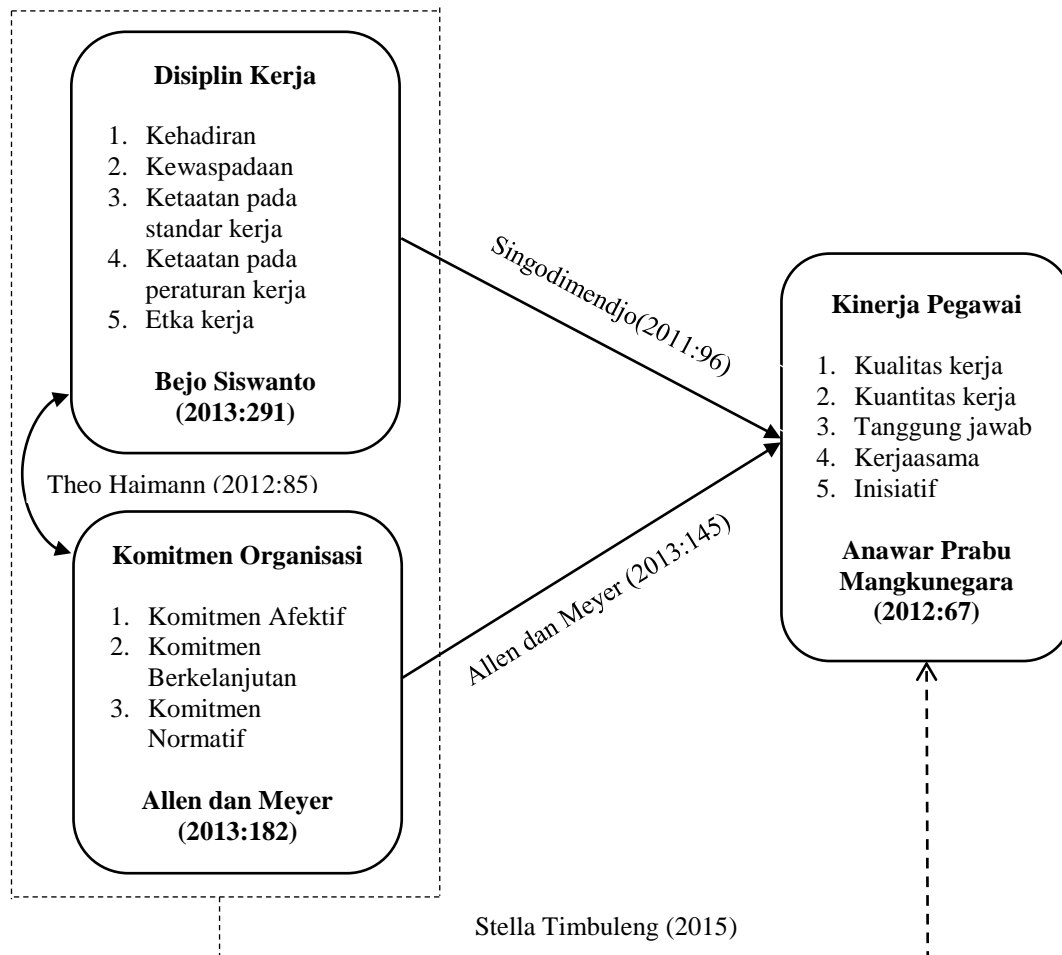 Disiplin Kerja
1. Kehadiran
2. Kewaspadaan
3. Ketaatan pada
standar kerja
4. Ketaatan pada
peraturan kerja
5. Etka kerja
Bejo Siswanto
(2013:291)
Theo Haimann (2012:85)
Komitmen Organisasi
1. Komitmen Afektif
2. Komitmen
Berkelanjutan
3. Komitmen
Normatif
Allen dan Meyer
(2013:182)
Singodimendjo(2011:96)
Allen dan Meyer (2013:145)
Kinerja Pegawai
1. Kualitas kerja
2. Kuantitas kerja
3. Tanggung jawab
4. Kerjaasama
5. Inisiatif
Anawar Prabu
Mangkunegara
(2012:67)
Stella Timbuleng (2015)